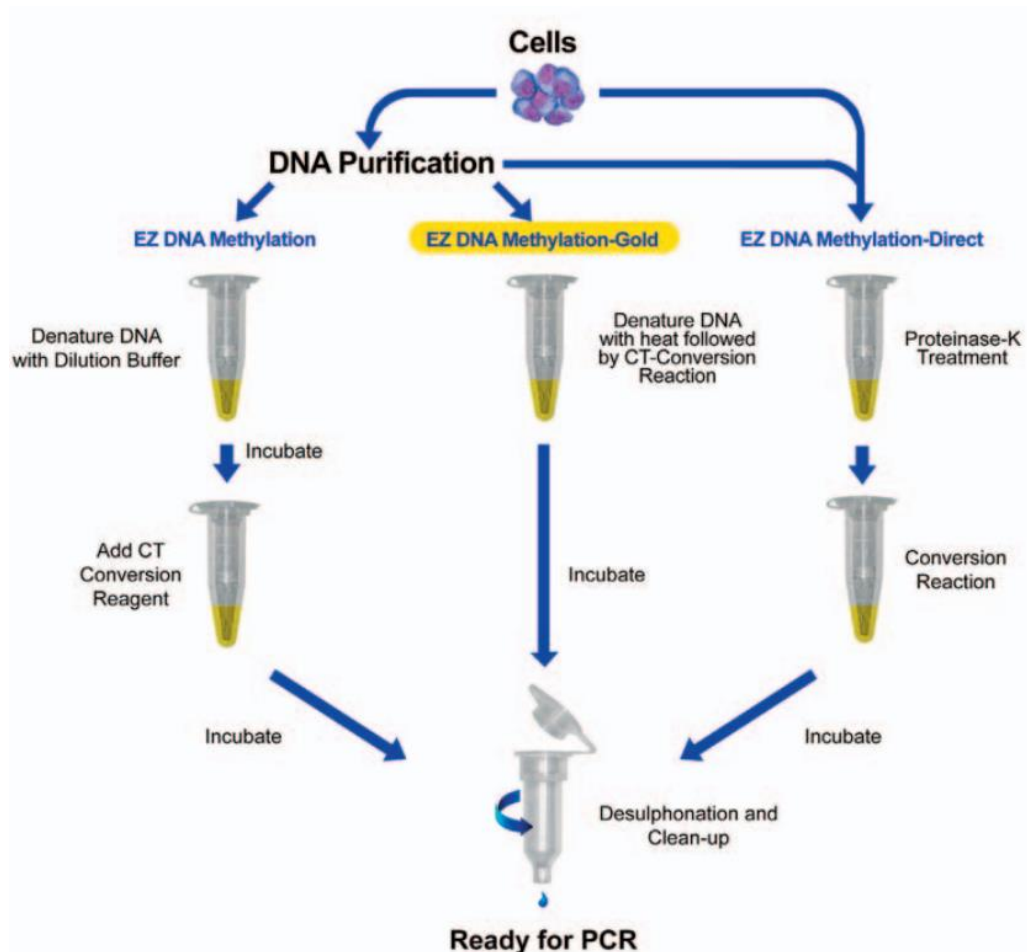 Cells
DNA Purification
EZ DNA Methylation
EZ DNA Methylation-Gold
EZ DNA Methylation-Direct
Denature DNA
with Dilution Buffer
Denature DNA
with heat followed
by CT-Conversion
Reaction
Proteinase-K
Treatment
Incubate
Add CT
Conversion
Reagent
Incubate
Conversion
Reaction
Incubate
Incubate
Desulphonation and
Clean-up
Ready for PCR